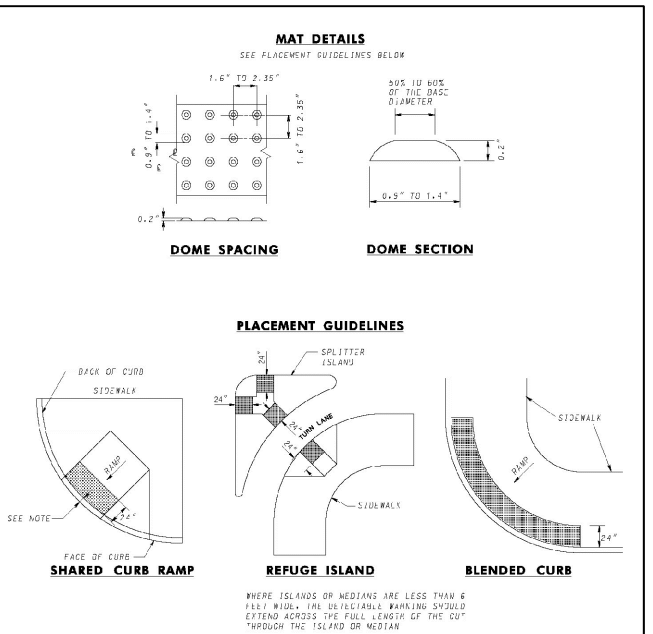 MAT DETAILS
SEE PLACEMENT GUIDELINES BELOW
1.6" TO 2.35"
0.9" TO 1.4"
1.6" TO 2.35"
0.2"
DOME SPACING
50% TO 60%
OF THE BASE
DIAMETER
0.2"
0.9" TO 1.4"
DOME SECTION
PLACEMENT GUIDELINES
BACK OF CURB
SIDEWALK
RAMP
SEE NOTE
24"
FACE OF CURB
SHARED CURB RAMP
24"
SPLITTER
ISLAND
24"
24"
TURN LANE
24"
SIDEWALK
REFUGE ISLAND
SIDEWALK
RAMP
24"
BLENDED CURB
WHERE ISLANDS OR MEDIANS ARE LESS THAN 6
FEET WIDE, THE DETECTABLE WARNING SHOULD
EXTEND ACROSS THE FULL LENGTH OF THE CUT
THROUGH THE ISLAND OR MEDIAN